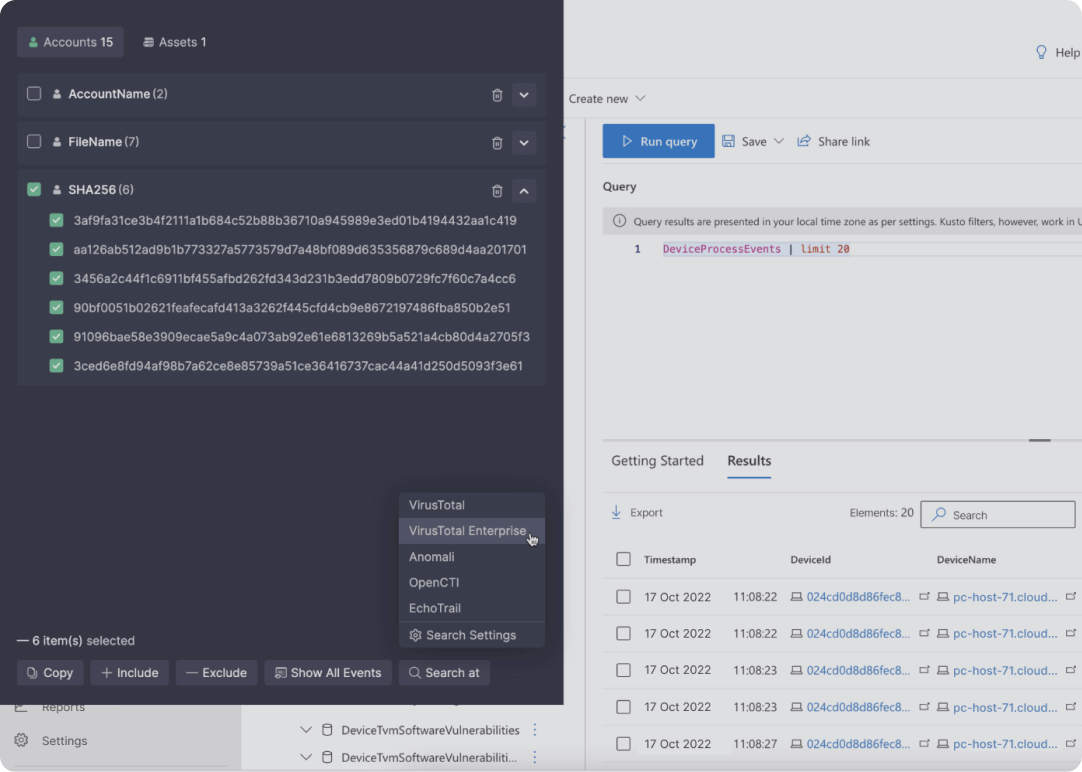 Accounts 15
Assets 1
AccountName (2)
FileName (7)
SHA256 (6)
3af9fa31ce3b4f2111a1b684c52b88b36710a945989e3ed01b4194432aa1c419
aa126ab512ad9b1b773327a5773579d7a48bf089d635356879c689d4aa201701
3456a2c44f1c6911bf455afbd262fd343d231b3edd7809b0729fc7f60c7a4cc6
90bf0051b02621feafecafd413a3262f445cfd4cb9e8672197486fba850b2e51
91096bae58e3909ecae5a9c4a073ab92e61e6813269b5a521a4cb80d4a2705f3
3ced6e8fd94af98b7a62ce8e85739a51ce36416737cac44a41d250d5093f3e61
VirusTotal
VirusTotal Enterprise
Anomali
OpenCTI
EchoTrail
Search Settings
— 6 item(s) selected
Copy
+ Include
— Exclude
Show All Events
Search at
Reports
Settings
DeviceTvmSoftwareVulnerabilities
DeviceTvmSoftwareVulnerabiliti...
Help
Create new
Run query
Save
Share link
Query
Query results are presented in your local time zone as per settings. Kusto filters, however, work in U
1 DeviceProcessEvents | limit 20
Getting Started
Results
Export
Elements: 20
Search
Timestamp DeviceId DeviceName
17 Oct 2022 11:08:22 024cd0d8d86fec8... pc-host-71.cloud...
17 Oct 2022 11:08:22 024cd0d8d86fec8... pc-host-71.cloud...
17 Oct 2022 11:08:23 024cd0d8d86fec8... pc-host-71.cloud...
17 Oct 2022 11:08:23 024cd0d8d86fec8... pc-host-71.cloud...
17 Oct 2022 11:08:27 024cd0d8d86fec8... pc-host-71.cloud...